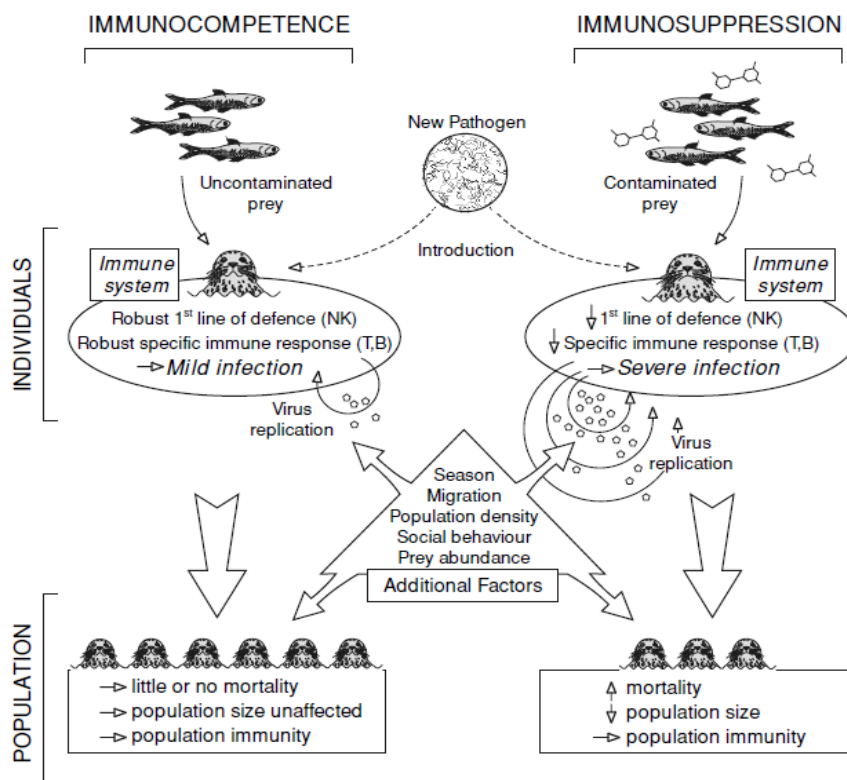 IMMUNOCOMPETENCE
IMMUNOSUPPRESSION
New Pathogen
Uncontaminated
prey
Contaminated
prey
Introduction
INDIVIDUALS
Immune
system
Robust 1st line of defence (NK)
Robust specific immune response (T,B)
Mild infection
Virus
replication
Immune
system
1st line of defence (NK)
Specific immune response (T,B)
Severe infection
Virus
replication
Season
Migration
Population density
Social behaviour
Prey abundance
Additional Factors
POPULATION
little or no mortality
population size unaffected
population immunity
mortality
population size
population immunity